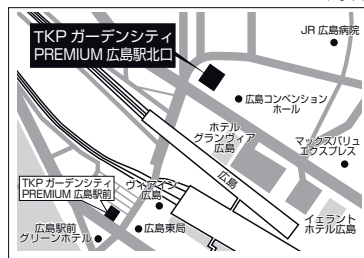 JR 広島病院
TKP ガーデンシティ
PREMIUM 広島駅北口
広島コンベンション
ホール
ホテル
グランヴィア
広島
マックスバリュ
エクスプレス
広島
TKP ガーデンシティ
PREMIUM 広島駅前
ヴィアイン
広島
イェラント
ホテル広島
広島駅前
グリーンホテル
広島東局